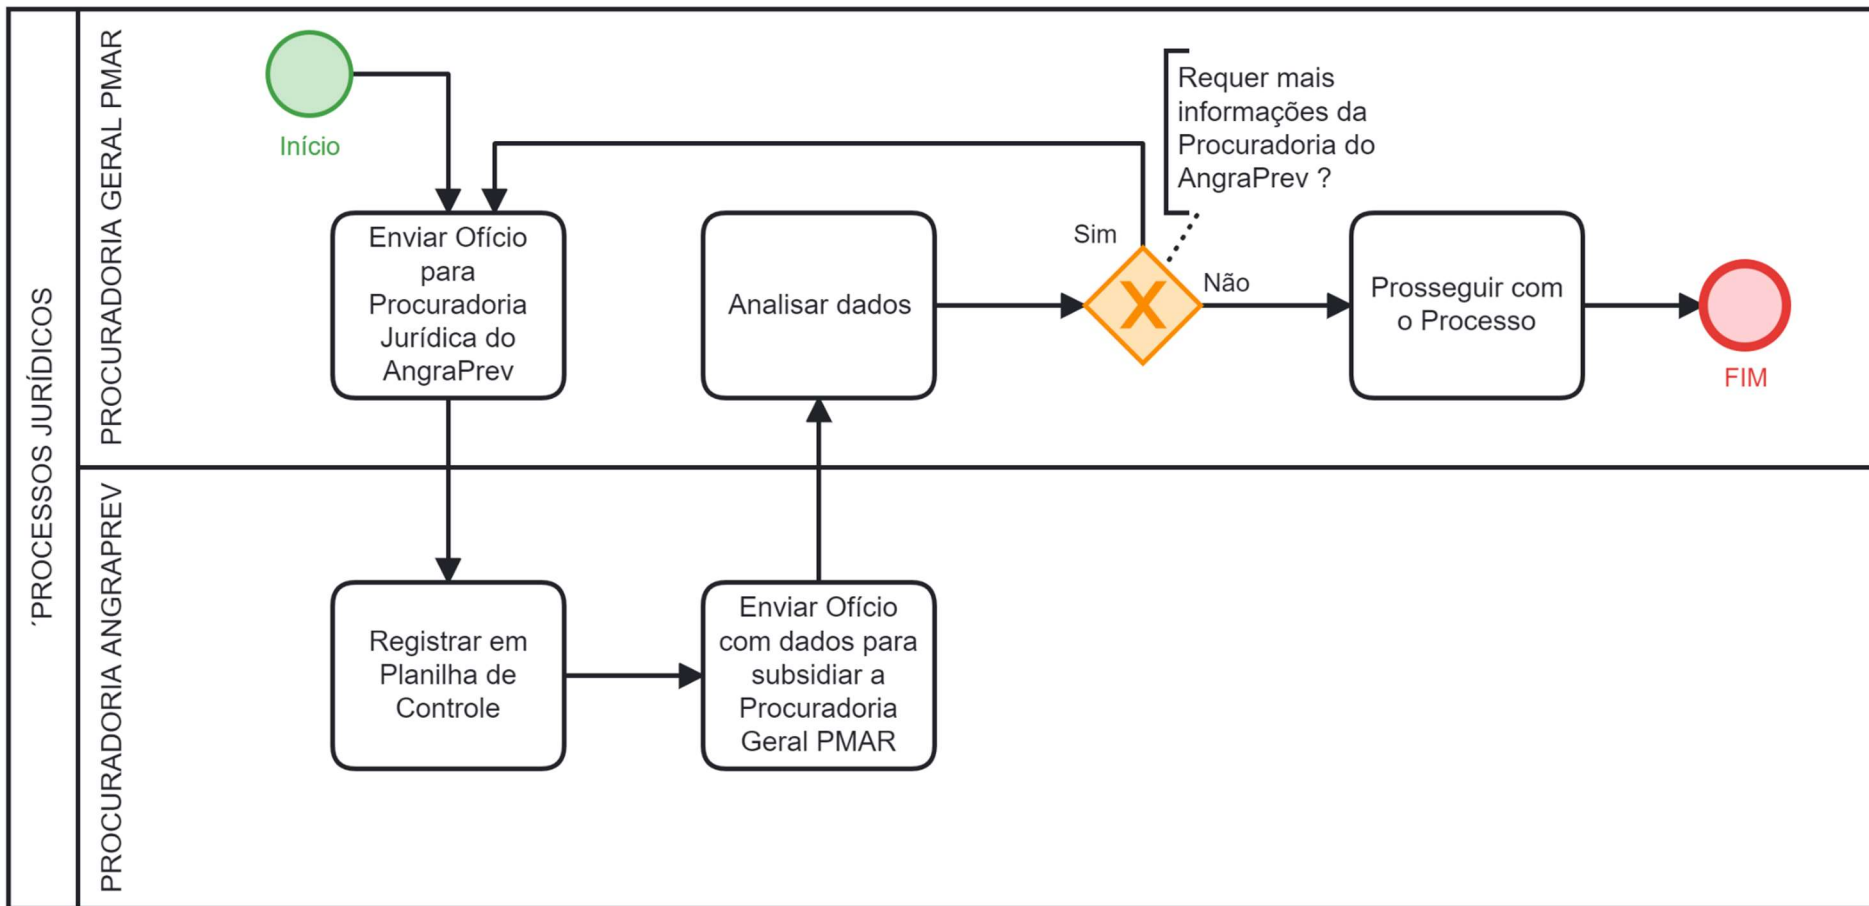 ´PROCESSOS JURÍDICOS
PROCURADORIA GERAL PMAR
Início
Enviar Ofício
para
Procuradoria
Jurídica do
AngraPrev
Analisar dados
Sim
Requer mais
informações da
Procuradoria do
AngraPrev ?
Não
Prosseguir com
o Processo
FIM
PROCURADORIA ANGRAPREV
Registrar em
Planilha de
Controle
Enviar Ofício
com dados para
subsidiar a
Procuradoria
Geral PMAR